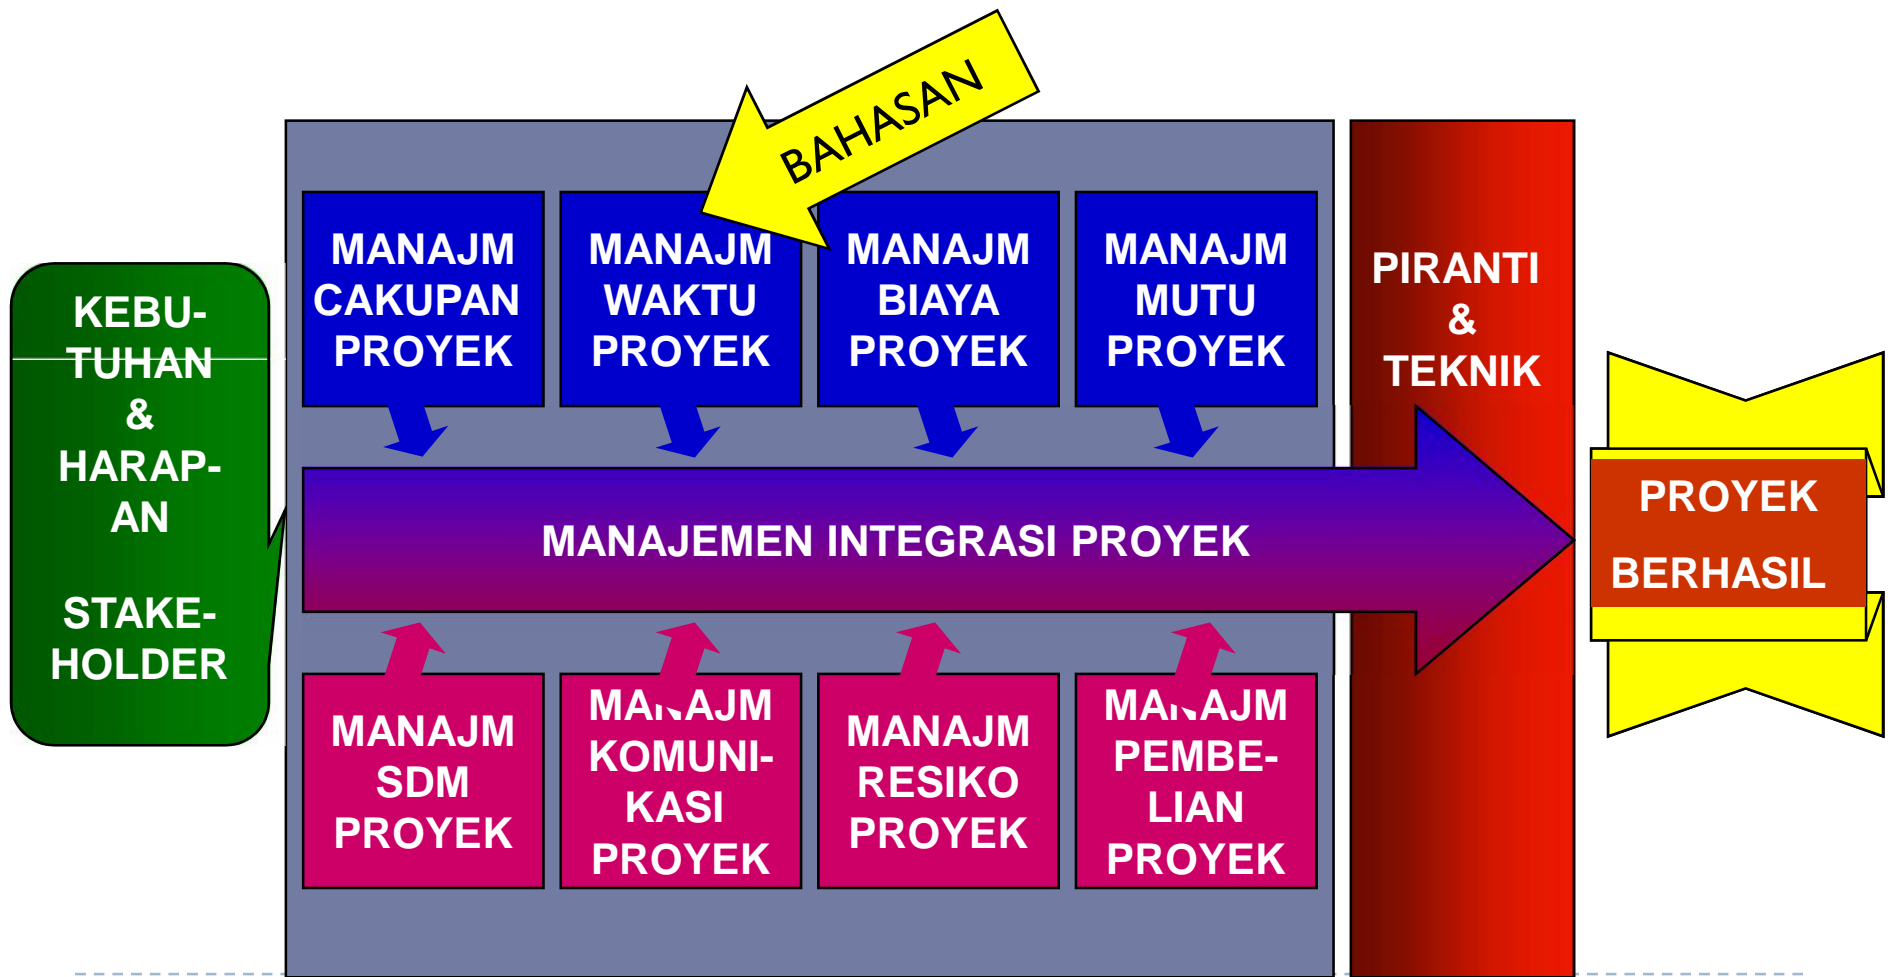 BAHASAN
KEBU-
TUHAN
&
HARAP-
AN
STAKE-
HOLDER
MANAJM
CAKUPAN
PROYEK
MANAJM
WAKTU
PROYEK
MANAJM
BIAYA
PROYEK
MANAJM
MUTU
PROYEK
PIRANTI
&
TEKNIK
MANAJEMEN INTEGRASI PROYEK
PROYEK
BERHASIL
MANAJM
SDM
PROYEK
MANAJM
KOMUNI-
KASI
PROYEK
MANAJM
RESIKO
PROYEK
MANAJM
PEMBE-
LIAN
PROYEK